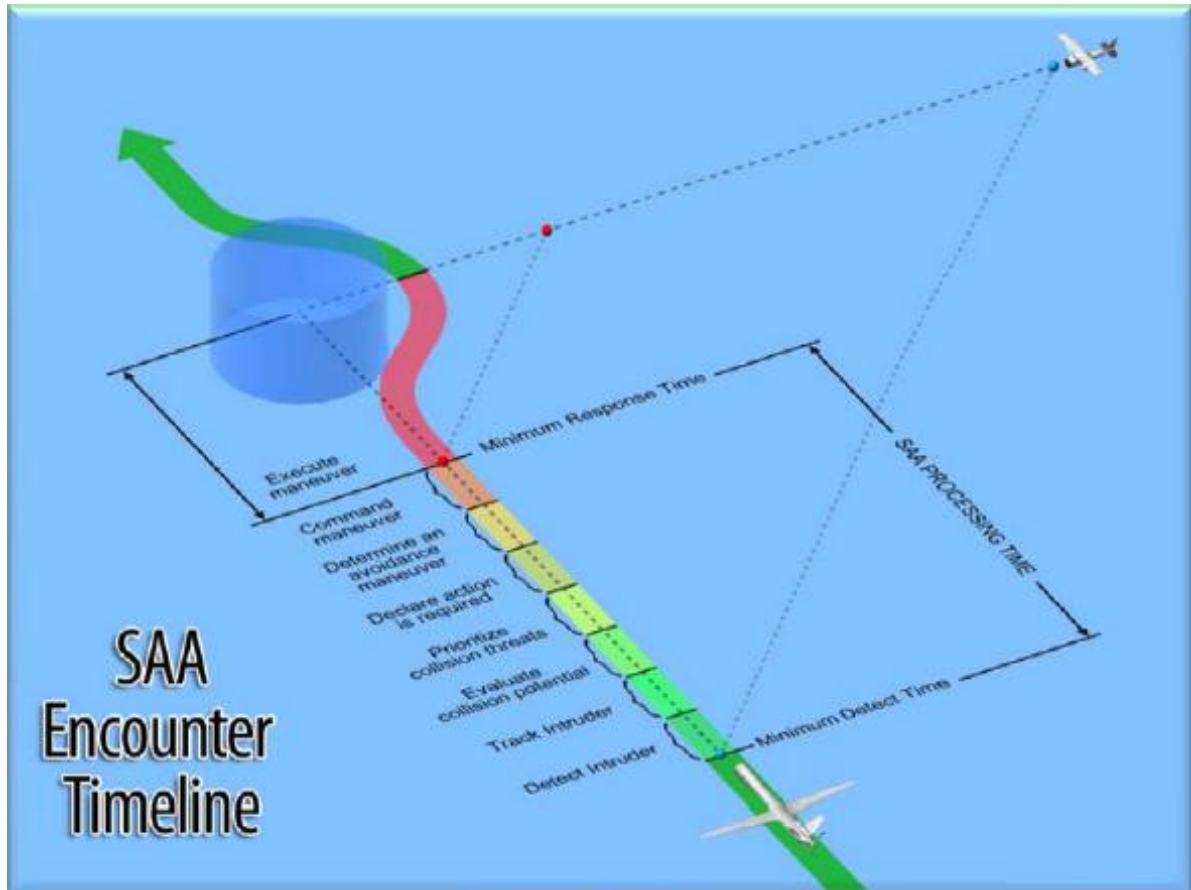 Minimum Response Time
SAA PROCESSING TIME
Execute
maneuver
Command
maneuver
Determine an
avoidance
maneuver
Declare action
is required
Prioritize
collision threats
Evaluate
collision potential
Track Intruder
Detect Intruder
Minimum Detect Time
SAA
Encounter
Timeline